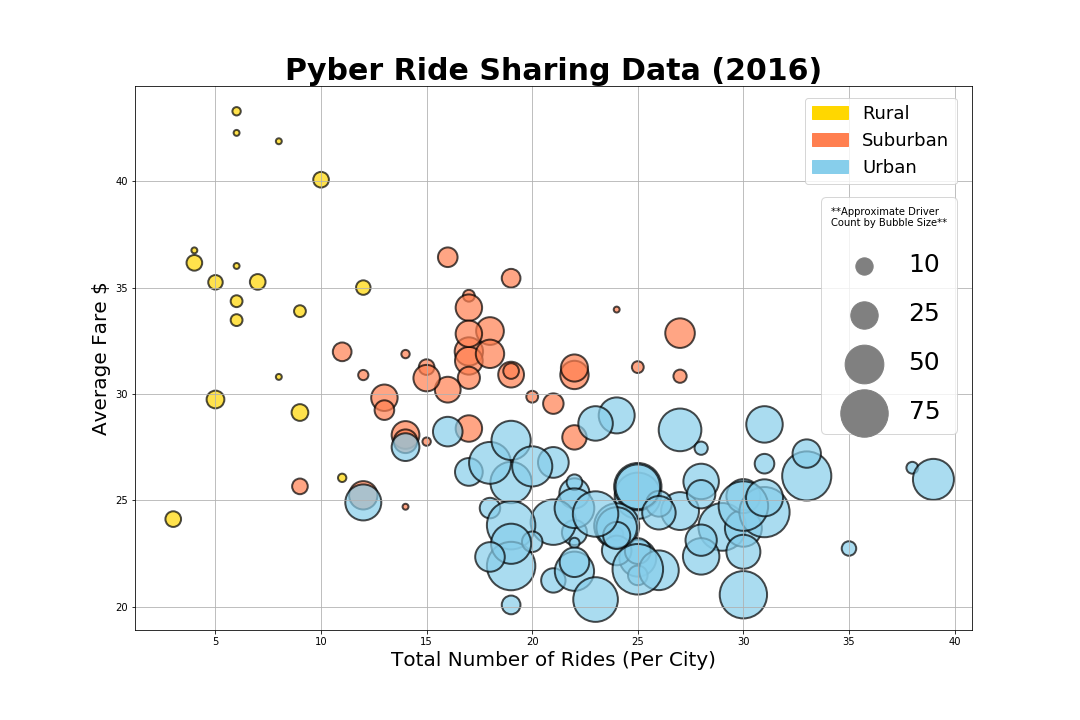 Pyber Ride Sharing Data (2016)
Rural
Suburban
Urban
**Approximate Driver
Count by Bubble Size**
10
25
50
75
Average Fare $
40
35
30
25
20
5 10 15 20 25 30 35 40
Total Number of Rides (Per City)